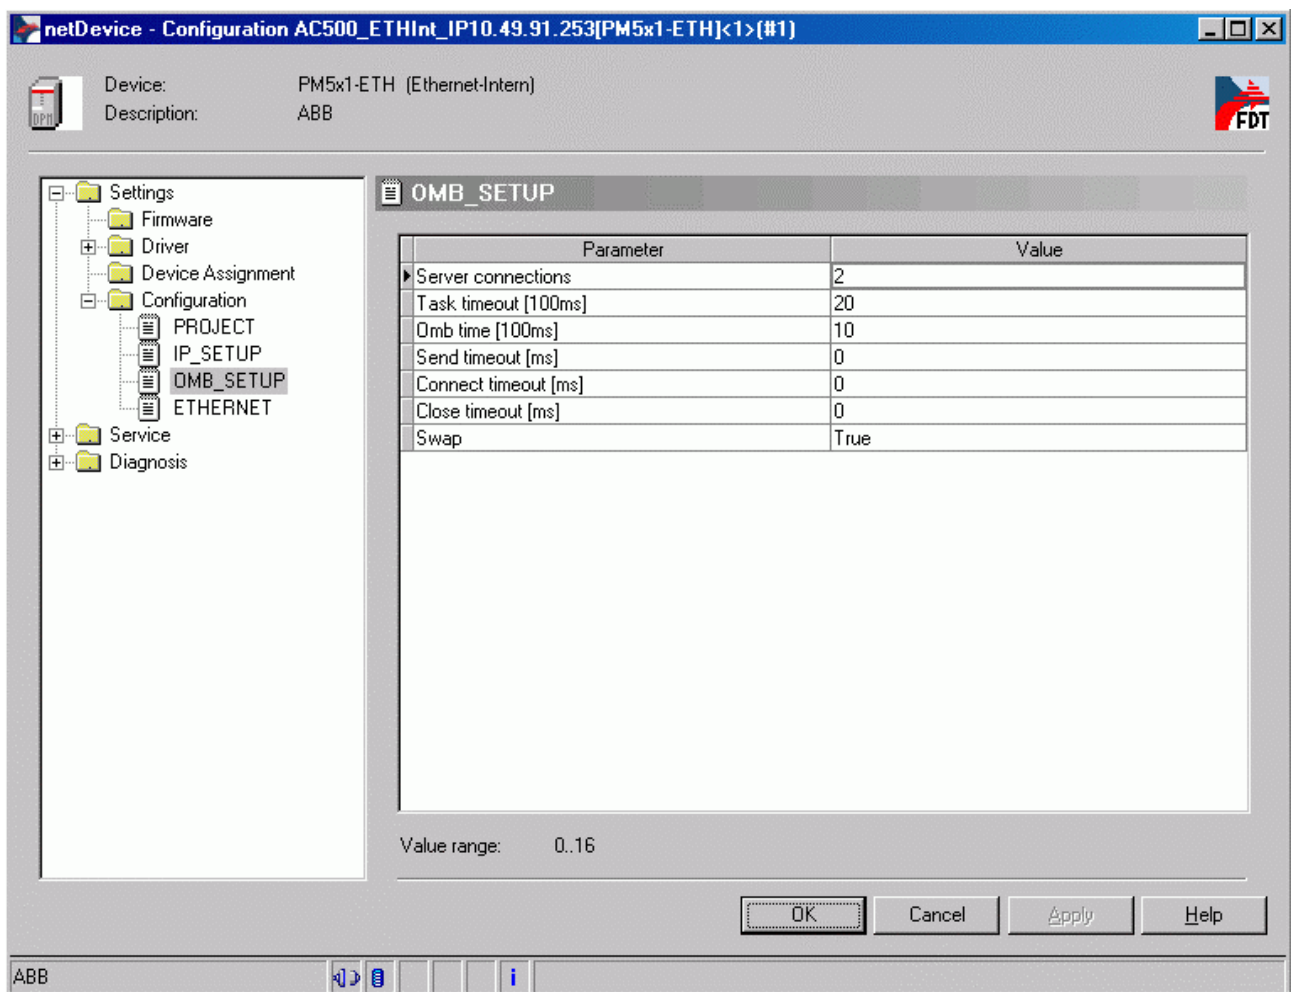 netDevice - Configuration AC500_ETHInt_IP10.49.91.253[PM5x1-ETH]<1>(#1)
Device: PM5x1-ETH (Ethernet-Intern)
Description: ABB
DPM
FDT
Settings
Firmware
Driver
Device Assignment
Configuration
PROJECT
IP_SETUP
OMB_SETUP
ETHERNET
Service
Diagnosis
OMB_SETUP
Parameter Value
Server connections 2
Task timeout [100ms] 20
Omb time [100ms] 10
Send timeout [ms] 0
Connect timeout [ms] 0
Close timeout [ms] 0
Swap True
Value range: 0..16
OK Cancel Apply Help
ABB i